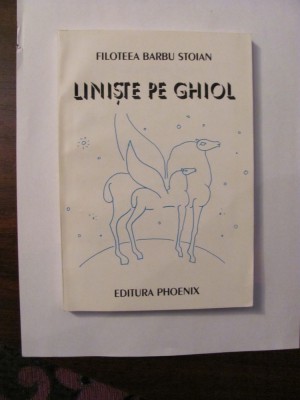 FILOTEEA BARBU STOIAN
LINIȘTE PE GHIOL
EDITURA PHOENIX